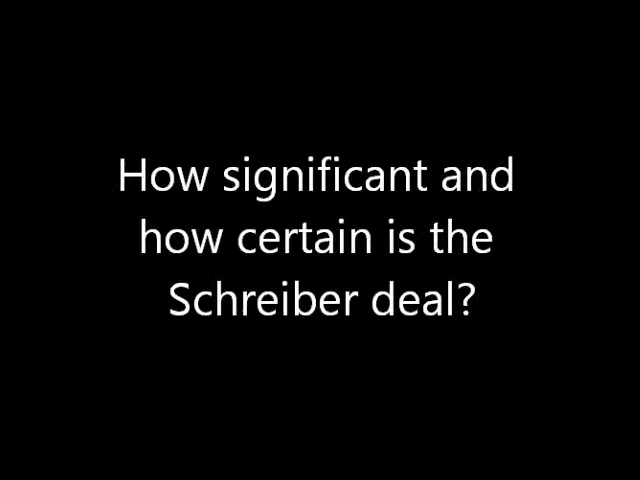 How significant and
how certain is the
Schreiber deal?